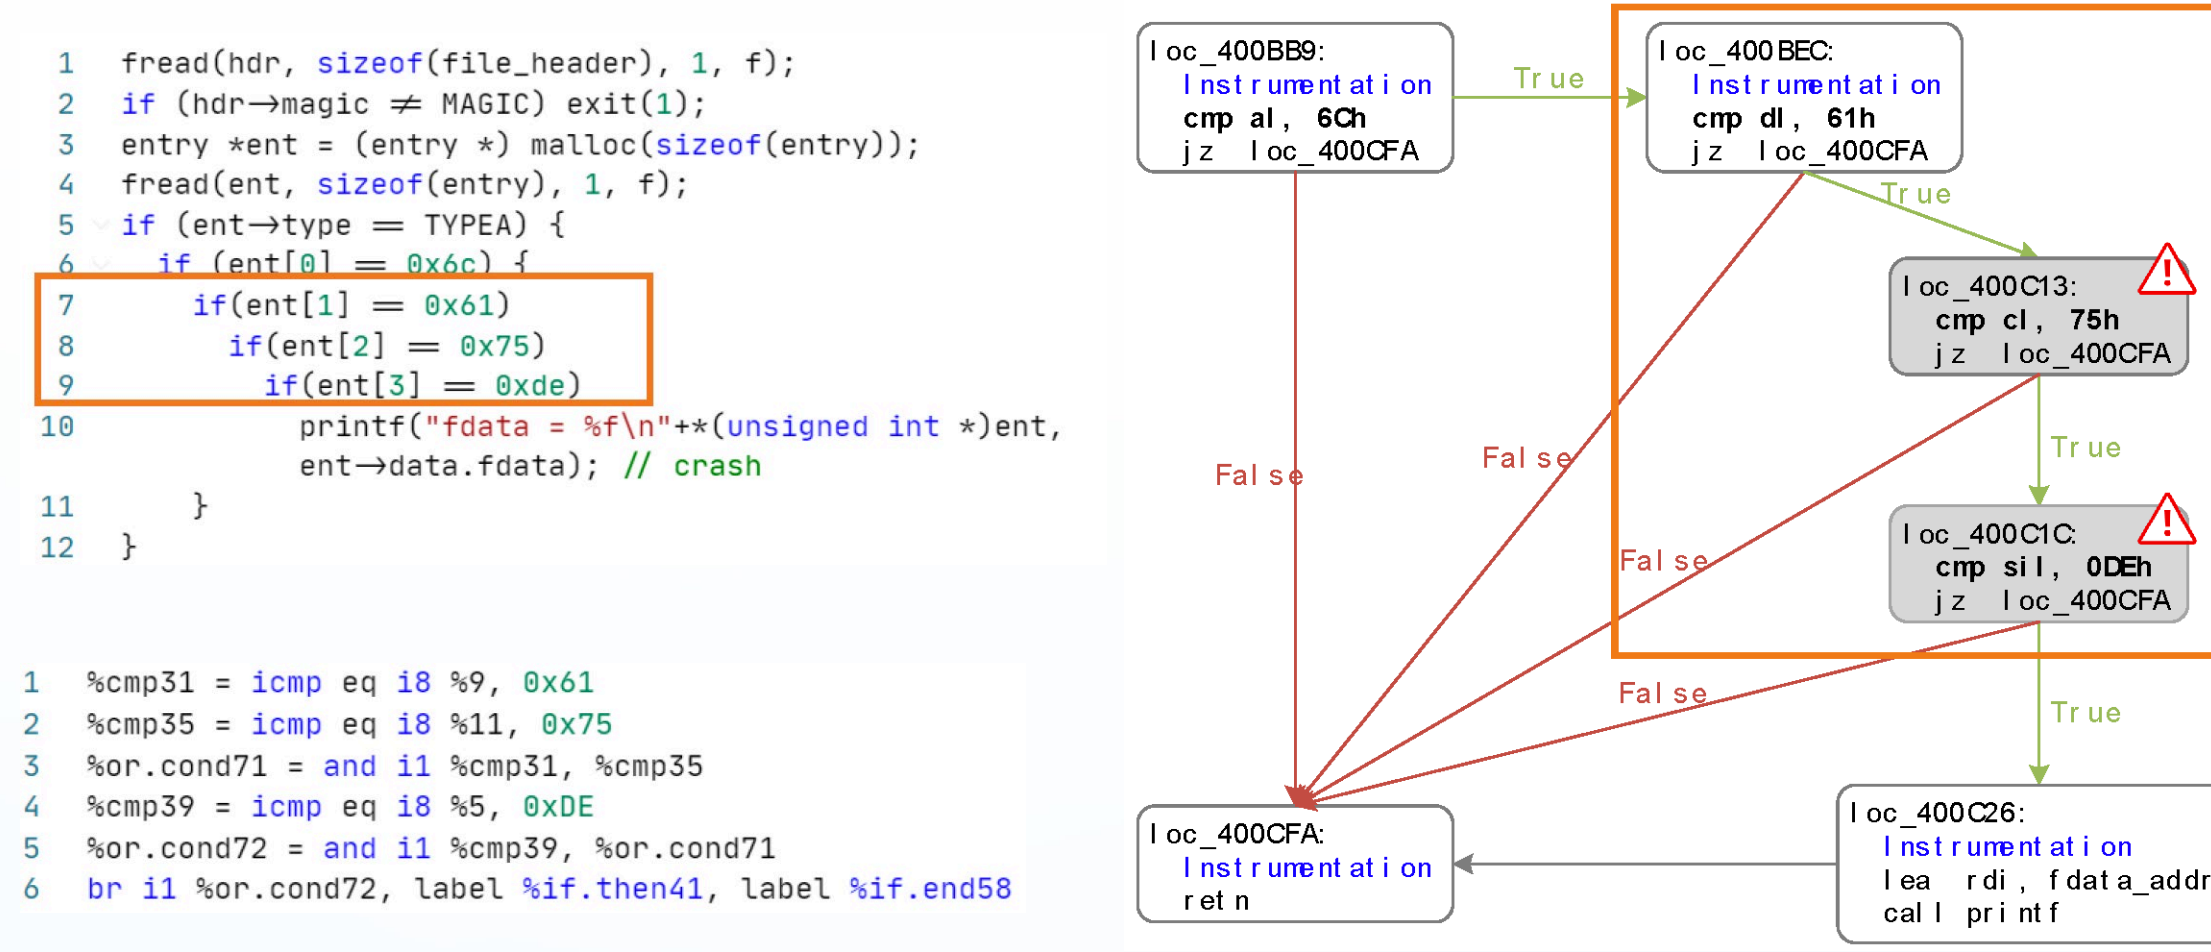 1 fread(hdr, sizeof(file_header), 1, f);
2 if (hdr→magic ≠ MAGIC) exit(1);
3 entry *ent = (entry *) malloc(sizeof(entry));
4 fread(ent, sizeof(entry), 1, f);
5 if (ent→type == TYPEA) {
6 if (ent[0] == 0x6c) {
7 if(ent[1] == 0x61)
8 if(ent[2] == 0x75)
9 if(ent[3] == 0xde)
10 printf("fdata = %f\n"+*(unsigned int *)ent,
ent→data.fdata); // crash
11 }
12 }
1 %cmp31 = icmp eq i8 %9, 0x61
2 %cmp35 = icmp eq i8 %11, 0x75
3 %or.cond71 = and i1 %cmp31, %cmp35
4 %cmp39 = icmp eq i8 %5, 0xDE
5 %or.cond72 = and i1 %cmp39, %or.cond71
6 br i1 %or.cond72, label %if.then41, label %if.end58
loc_400BB9:
Instrumentation
cmp al, 6Ch
jz loc_400CFA
True
loc_400BEC:
Instrumentation
cmp dl, 61h
jz loc_400CFA
True
loc_400C13:
cmp cl, 75h
jz loc_400CFA
True
False
False
loc_400C1C:
cmp sil, 0DEh
jz loc_400CFA
False
False
True
loc_400CFA:
Instrumentation
retn
loc_400C26:
Instrumentation
lea rdi, fdata_addr
call printf